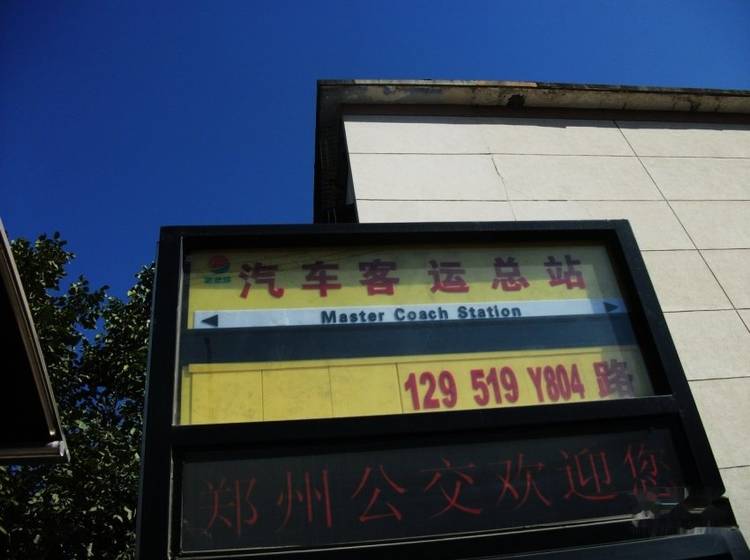 汽车客运总站
Master Coach Station
129 519 Y804 路
郑州公交欢迎您